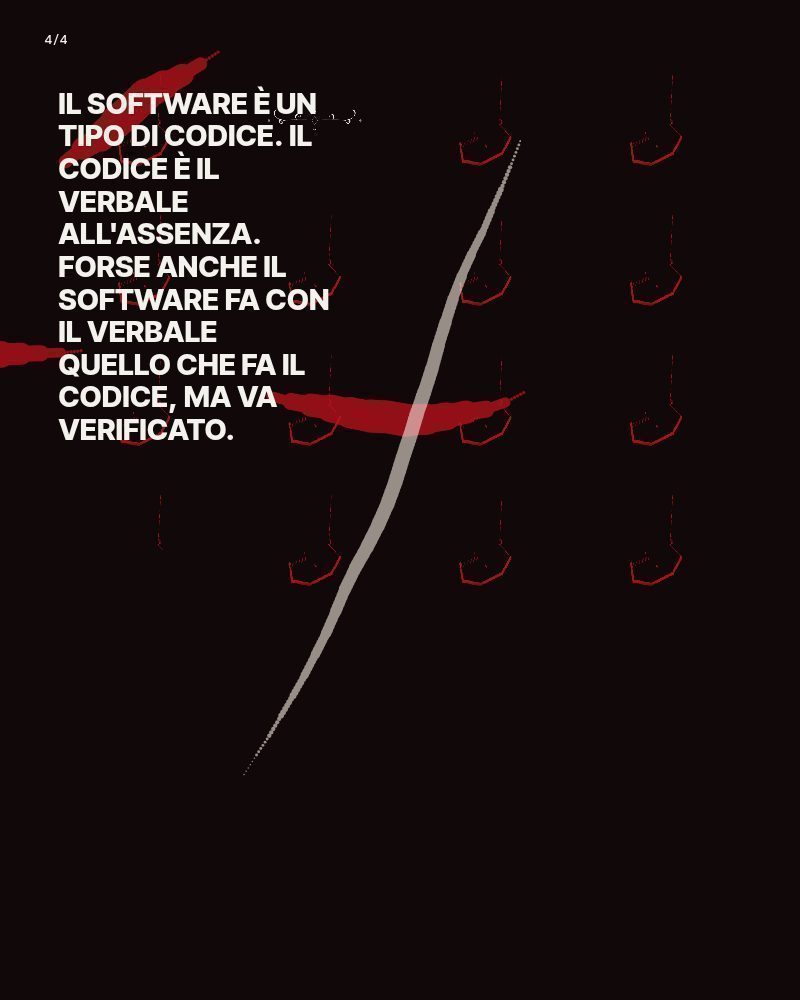 4/4
IL SOFTWARE È UN
TIPO DI CODICE. IL
CODICE È IL
VERBALE
ALL'ASSENZA.
FORSE ANCHE IL
SOFTWARE FA CON
IL VERBALE
QUELLO CHE FA IL
CODICE, MA VA
VERIFICATO.